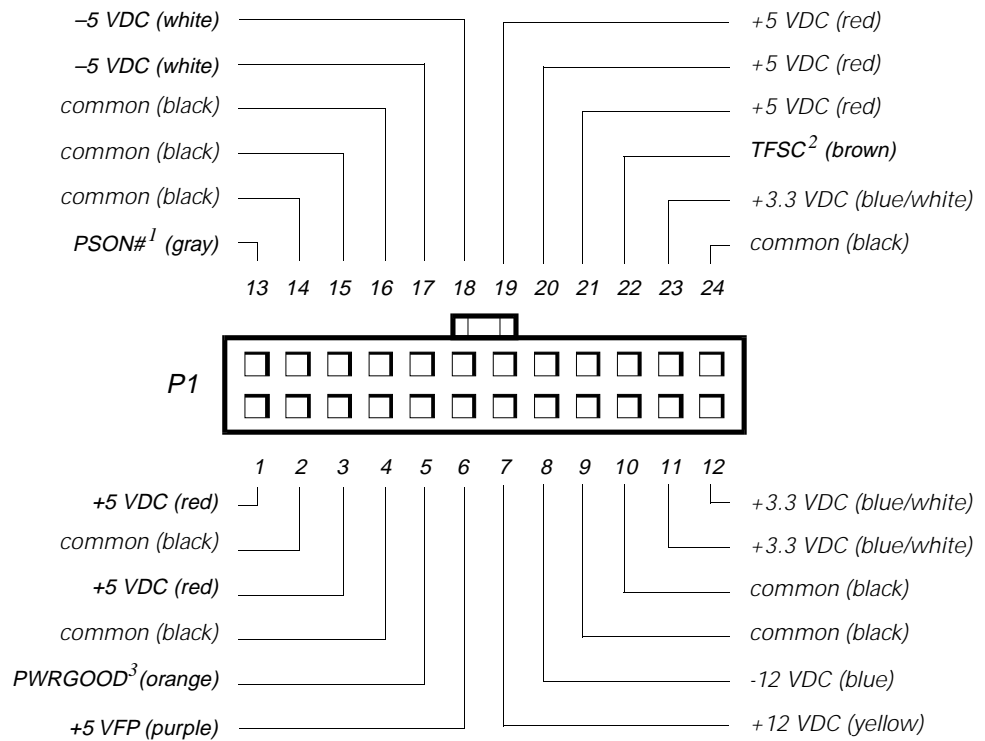 –5 VDC (white)
–5 VDC (white)
common (black)
common (black)
common (black)
PSON#1 (gray)
+5 VDC (red)
+5 VDC (red)
+5 VDC (red)
TFSC2 (brown)
+3.3 VDC (blue/white)
common (black)
13 14 15 16 17 18 19 20 21 22 23 24
P1
1 2 3 4 5 6 7 8 9 10 11 12
+5 VDC (red)
common (black)
+5 VDC (red)
common (black)
PWRGOOD3(orange)
+5 VFP (purple)
+3.3 VDC (blue/white)
+3.3 VDC (blue/white)
common (black)
common (black)
-12 VDC (blue)
+12 VDC (yellow)